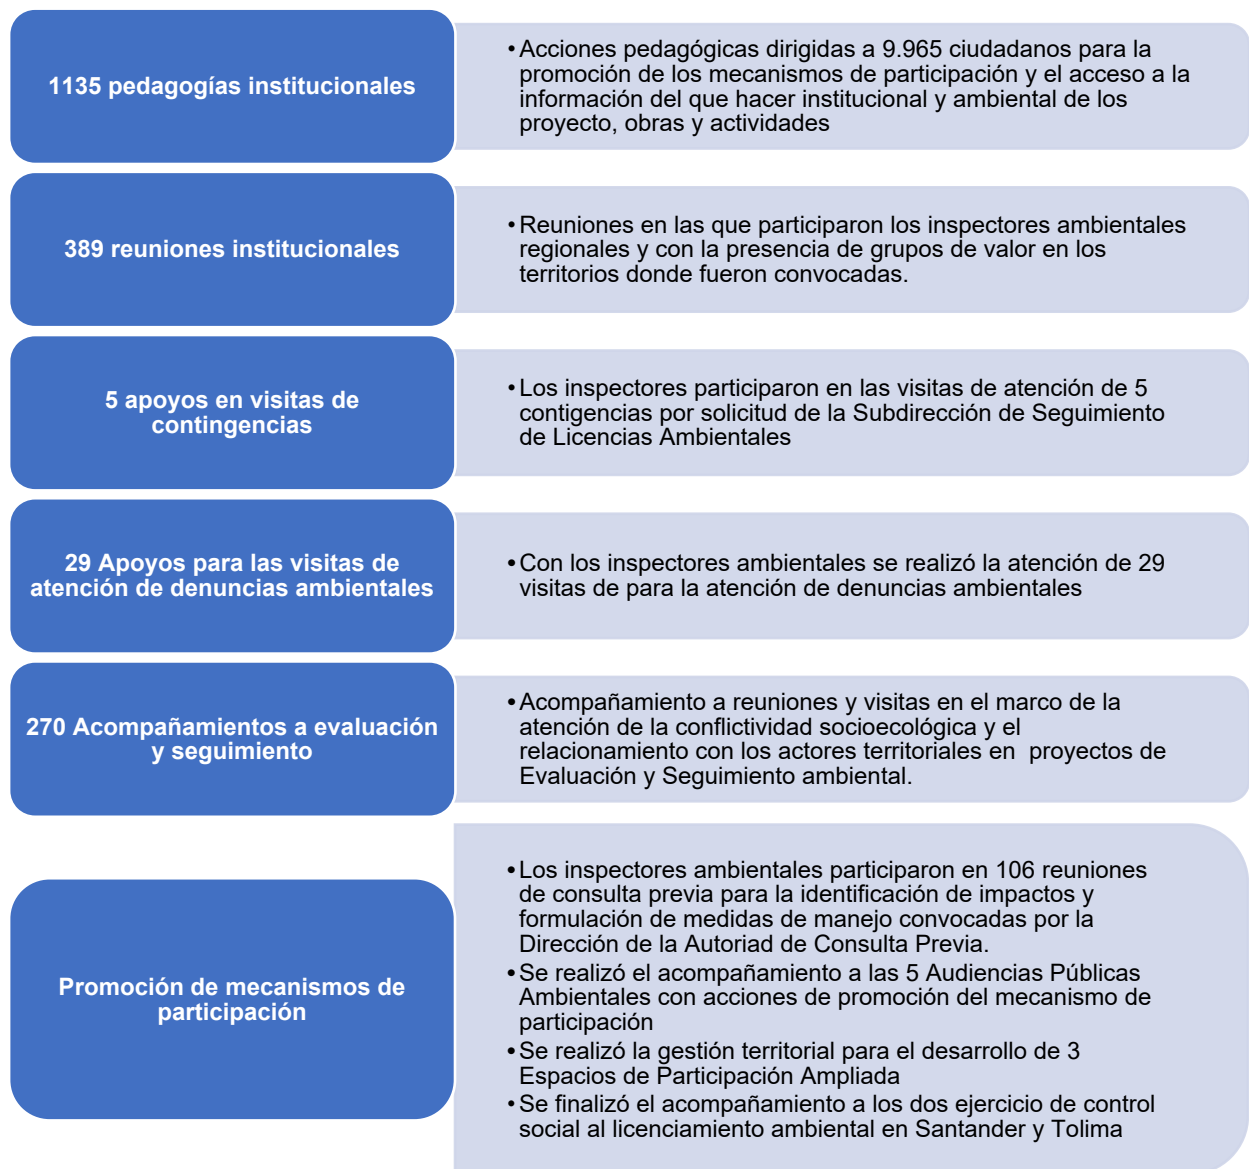 1135 pedagogías institucionales
•Acciones pedagógicas dirigidas a 9.965 ciudadanos para la
promoción de los mecanismos de participación y el acceso a la
información del que hacer institucional y ambiental de los
proyecto, obras y actividades
389 reuniones institucionales
•Reuniones en las que participaron los inspectores ambientales
regionales y con la presencia de grupos de valor en los
territorios donde fueron convocadas.
5 apoyos en visitas de
contingencias
•Los inspectores participaron en las visitas de atención de 5
contigencias por solicitud de la Subdirección de Seguimiento
de Licencias Ambientales
29 Apoyos para las visitas de
atención de denuncias ambientales
•Con los inspectores ambientales se realizó la atención de 29
visitas de para la atención de denuncias ambientales
270 Acompañamientos a evaluación
y seguimiento
•Acompañamiento a reuniones y visitas en el marco de la
atención de la conflictividad socioecológica y el
relacionamiento con los actores territoriales en proyectos de
Evaluación y Seguimiento ambiental.
Promoción de mecanismos de
participación
•Los inspectores ambientales participaron en 106 reuniones
de consulta previa para la identificación de impactos y
formulación de medidas de manejo convocadas por la
Dirección de la Autoriad de Consulta Previa.
•Se realizó el acompañamiento a las 5 Audiencias Públicas
Ambientales con acciones de promoción del mecanismo de
participación
•Se realizó la gestión territorial para el desarrollo de 3
Espacios de Participación Ampliada
•Se finalizó el acompañamiento a los dos ejercicio de control
social al licenciamiento ambiental en Santander y Tolima